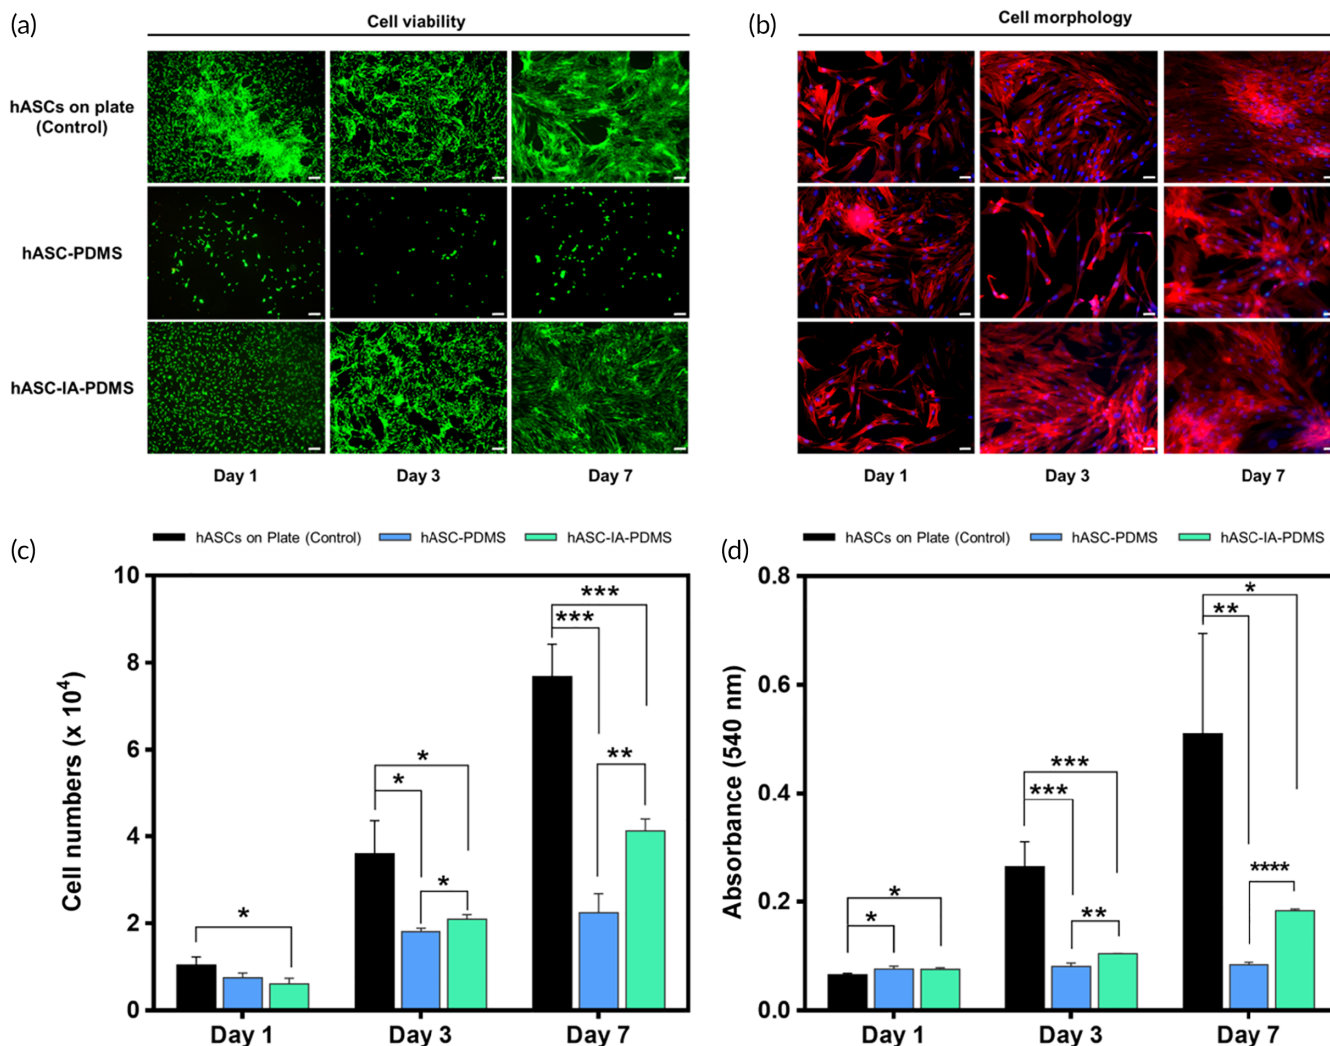 (a)
Cell viability
hASCs on plate
(Control)
hASC-PDMS
hASC-IA-PDMS
Day 1
Day 3
Day 7
(b)
Cell morphology
Day 1
Day 3
Day 7
(c)
hASCs on Plate (Control)
hASC-PDMS
hASC-IA-PDMS
Cell numbers (x 10⁴)
10
8
6
4
2
0
*
*
*
*
***
***
**
Day 1
Day 3
Day 7
(d)
hASCs on Plate (Control)
hASC-PDMS
hASC-IA-PDMS
Absorbance (540 nm)
0.8
0.6
0.4
0.2
0.0
*
*
***
***
**
*
**
****
Day 1
Day 3
Day 7